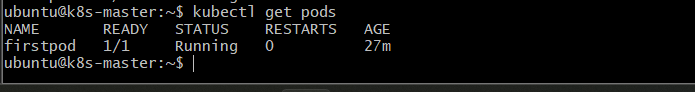 ubuntu@k8s-master:~$ kubectl get pods
NAME       READY   STATUS    RESTARTS   AGE
firstpod   1/1     Running   0          27m
ubuntu@k8s-master:~$